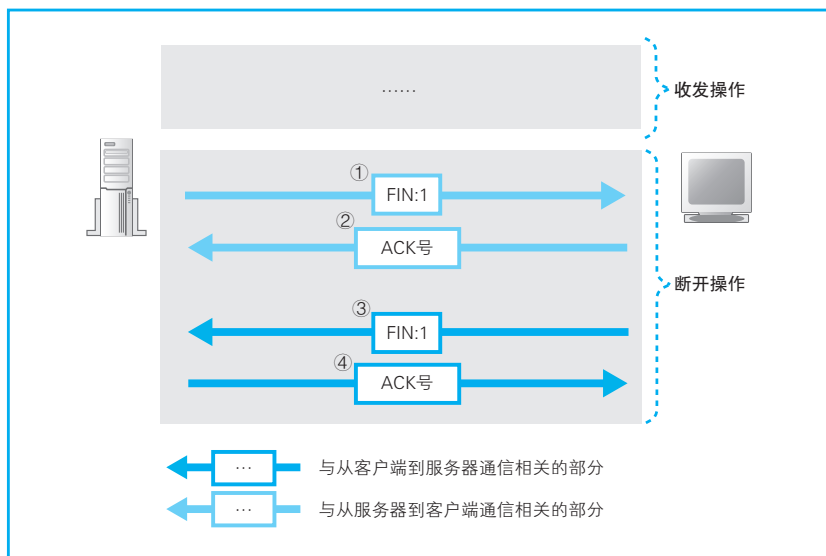 ……
收发操作
①
FIN:1
②
ACK号
断开操作
③
FIN:1
④
ACK号
… 与从客户端到服务器通信相关的部分
… 与从服务器到客户端通信相关的部分